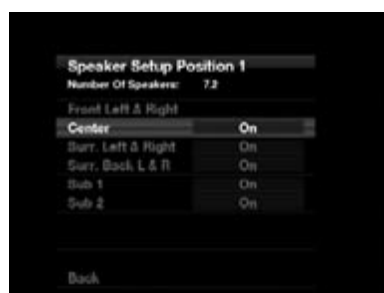 Speaker Setup Position 1
Number Of Speakers: 7.2
Front Left & Right
Center On
Surr. Left & Right On
Surr. Back L & R On
Sub 1 On
Sub 2 On
Back